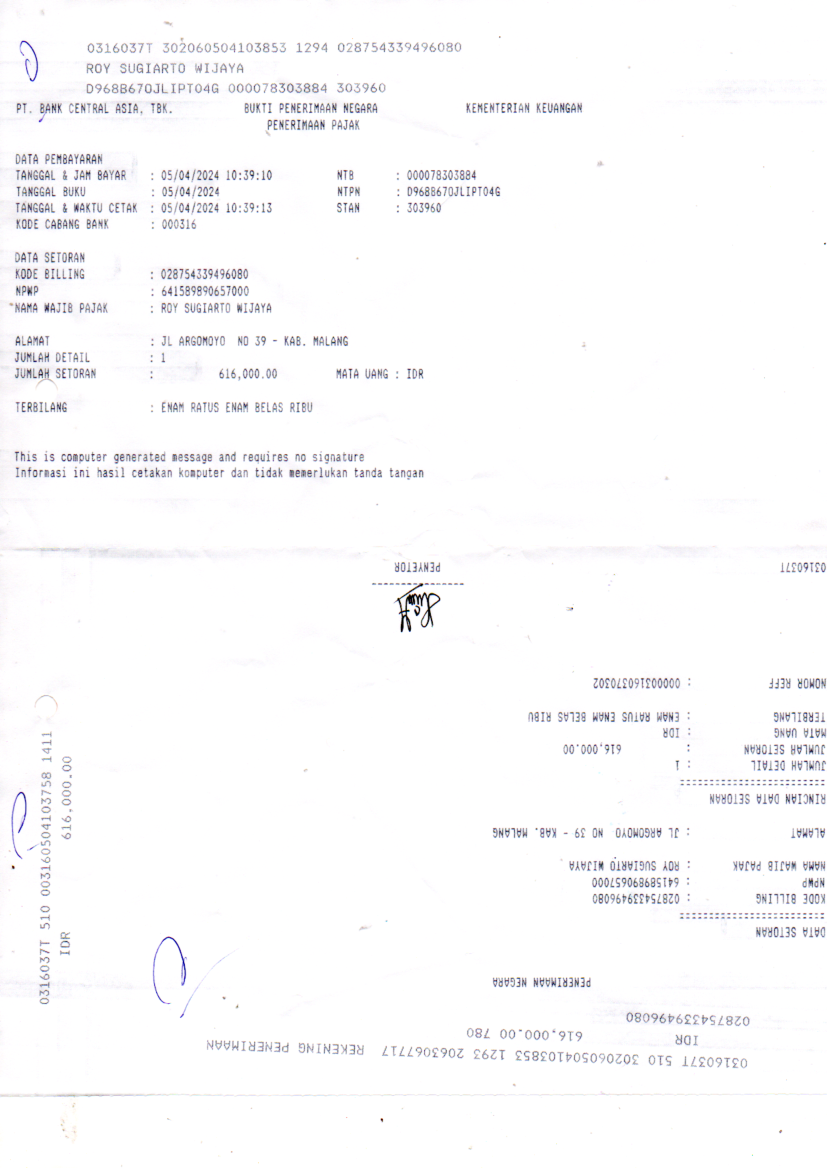 0316037T 302060504103853 1294 028754339496080
ROY SUGIARTO WIJAYA
D968B67OJLIPT04G 000078303884 303960
PT. BANK CENTRAL ASIA, TBK. BUKTI PENERIMAAN NEGARA KEMENTERIAN KEUANGAN
PENERIMAAN PAJAK
DATA PEMBAYARAN
TANGGAL & JAM BAYAR : 05/04/2024 10:39:10 NTB : 000078303884
TANGGAL BUKU : 05/04/2024 NTPN : D968B67OJLIPT04G
TANGGAL & WAKTU CETAK : 05/04/2024 10:39:13 STAN : 303960
KODE CABANG BANK : 000316
DATA SETORAN
KODE BILLING : 028754339496080
NPWP : 641589890657000
NAMA WAJIB PAJAK : ROY SUGIARTO WIJAYA
ALAMAT : JL ARGOMOYO NO 39 - KAB. MALANG
JUMLAH DETAIL : 1
JUMLAH SETORAN : 616,000.00 MATA UANG : IDR
TERBILANG : ENAM RATUS ENAM BELAS RIBU
This is computer generated message and requires no signature
Informasi ini hasil cetakan komputer dan tidak memerlukan tanda tangan
0316037T 510 302060504103853 1293 2063067717 REKENING PENERIMAAN
IDR 616,000.00 780
028754339496080
PENERIMAAN NEGARA
DATA SETORAN
=========================
KODE BILLING : 028754339496080
NPWP : 641589890657000
NAMA WAJIB PAJAK : ROY SUGIARTO WIJAYA
ALAMAT : JL ARGOMOYO NO 39 - KAB. MALANG
RINCIAN DATA SETORAN
=========================
JUMLAH DETAIL : 1
JUMLAH SETORAN : 616,000.00
MATA UANG : IDR
TERBILANG : ENAM RATUS ENAM BELAS RIBU
NOMOR REFF : 000003160370302
0316037T PENYETOR
0316037T 510 003160504103758 1411
IDR 616,000.00